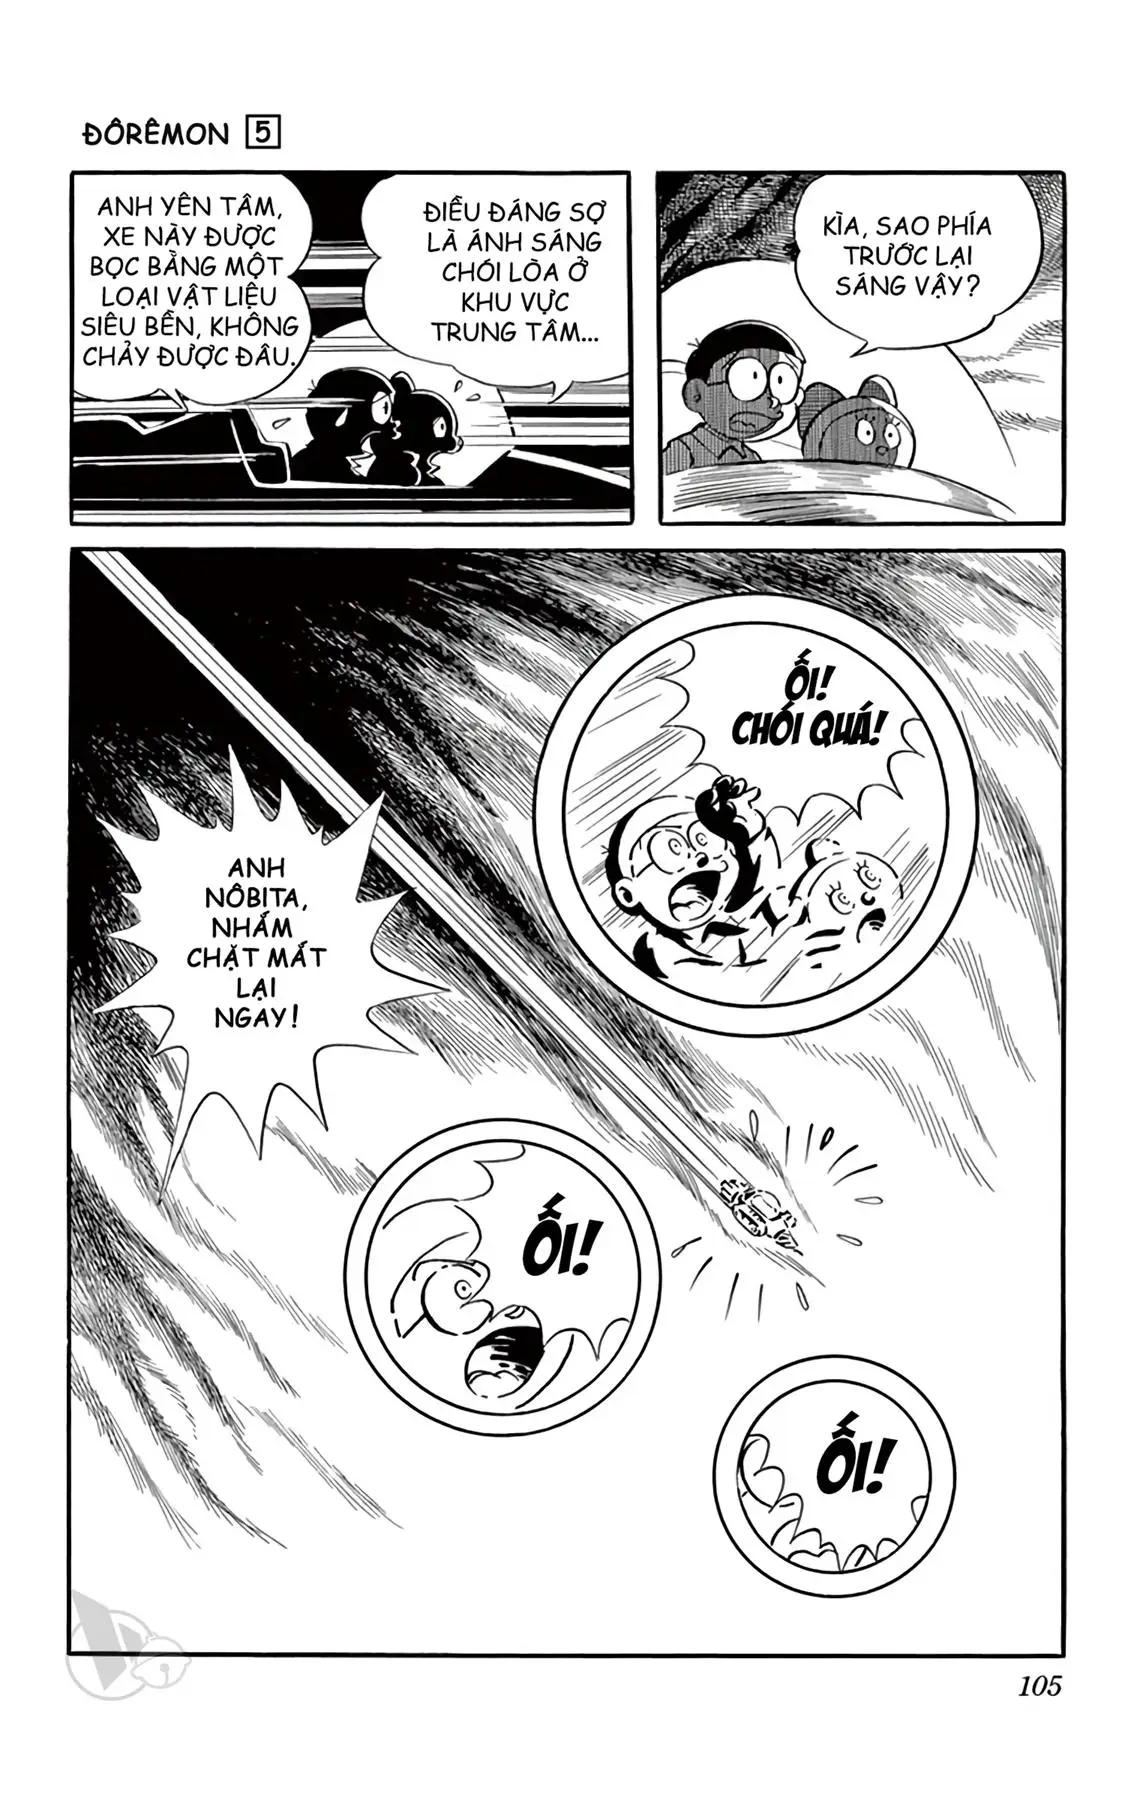 ĐÔRÊMON 5
ANH YÊN TÂM,
XE NÀY ĐƯỢC
BỌC BẰNG MỘT
LOẠI VẬT LIỆU
SIÊU BỀN, KHÔNG
CHẢY ĐƯỢC ĐÂU.
ĐIỀU ĐÁNG SỢ
LÀ ÁNH SÁNG
CHÓI LÒA Ở
KHU VỰC
TRUNG TÂM...
KÌA, SAO PHÍA
TRƯỚC LẠI
SÁNG VẬY?
ỐI!
CHÓI QUÁ!
ANH
NÔBITA,
NHẮM
CHẶT MẮT
LẠI
NGAY!
ỐI!
ỐI!
105